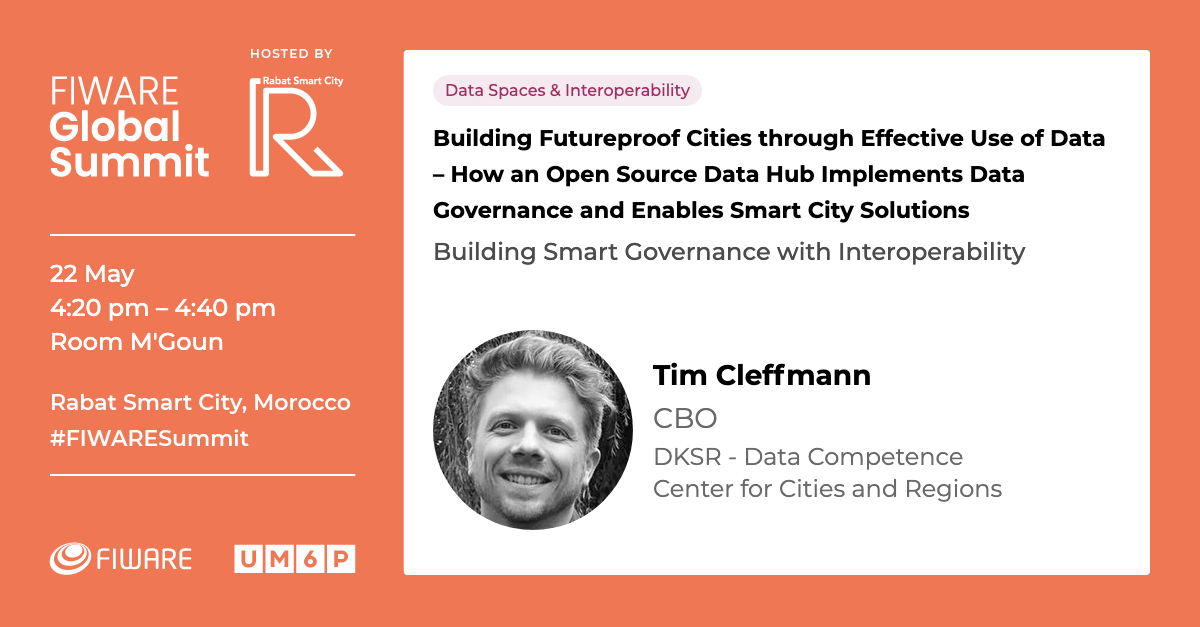 HOSTED BY
FIWARE
Global
Summit
Rabat Smart City
R
22 May
4:20 pm – 4:40 pm
Room M'Goun
Rabat Smart City, Morocco
#FIWARESummit
FIWARE
UM6P
Data Spaces & Interoperability
Building Futureproof Cities through Effective Use of Data
– How an Open Source Data Hub Implements Data
Governance and Enables Smart City Solutions
Building Smart Governance with Interoperability
Tim Cleffmann
CBO
DKSR - Data Competence
Center for Cities and Regions